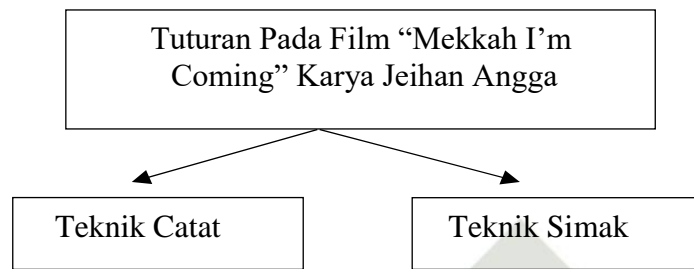 Tuturan Pada Film “Mekkah I’m
Coming” Karya Jeihan Angga
Teknik Catat
Teknik Simak